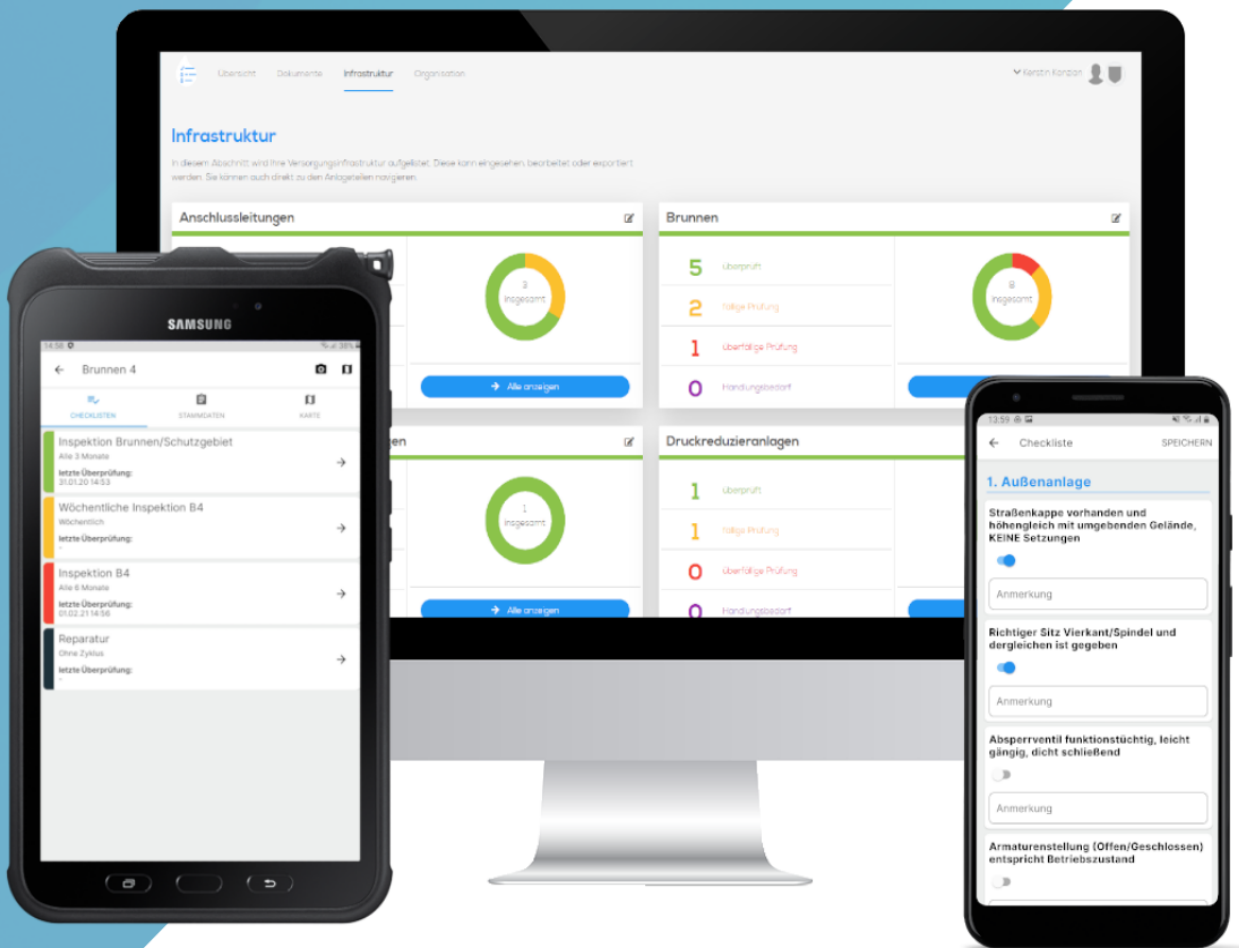 Übersicht Dokumente Infrastruktur Organisation
Kerstin Konzian
Infrastruktur
In diesem Abschnitt wird Ihre Versorgungsinfrastruktur aufgelistet. Diese kann eingesehen, bearbeitet oder exportiert
werden. Sie können auch direkt zu den Anlageteilen navigieren.
Anschlussleitungen
3
insgesamt
Alle anzeigen
Brunnen
5 überprüft
2 fällige Prüfung
1 überfällige Prüfung
0 Handlungsbedarf
8
insgesamt
1
insgesamt
Alle anzeigen
Druckreduzieranlagen
1 überprüft
1 fällige Prüfung
0 überfällige Prüfung
0 Handlungsbedarf
SAMSUNG
14:58 38%
Brunnen 4
CHECKLISTEN STAMMDATEN KARTE
Inspektion Brunnen/Schutzgebiet
Alle 3 Monate
letzte Überprüfung:
31.01.20 14:53
Wöchentliche Inspektion B4
Wöchentlich
letzte Überprüfung:
-
Inspektion B4
Alle 6 Monate
letzte Überprüfung:
01.02.21 14:56
Reparatur
Ohne Zyklus
letzte Überprüfung:
-
13:59
Checkliste SPEICHERN
1. Außenanlage
Straßenkappe vorhanden und
höhengleich mit umgebenden Gelände,
KEINE Setzungen
Anmerkung
Richtiger Sitz Vierkant/Spindel und
dergleichen ist gegeben
Anmerkung
Absperrventil funktionstüchtig, leicht
gängig, dicht schließend
Anmerkung
Armaturenstellung (Offen/Geschlossen)
entspricht Betriebszustand